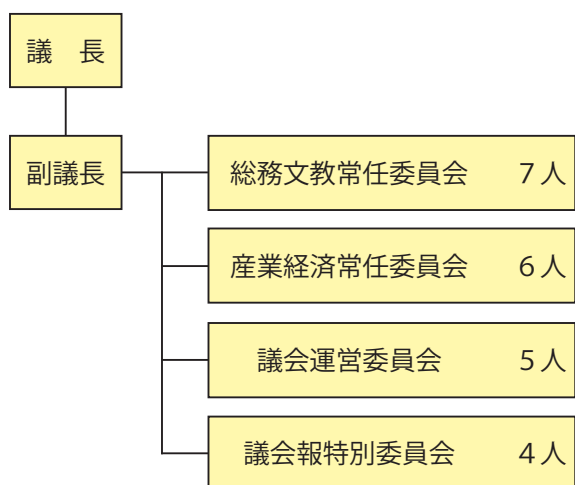 議　長
副議長
総務文教常任委員会　7人
産業経済常任委員会　6人
議会運営委員会　5人
議会報特別委員会　4人